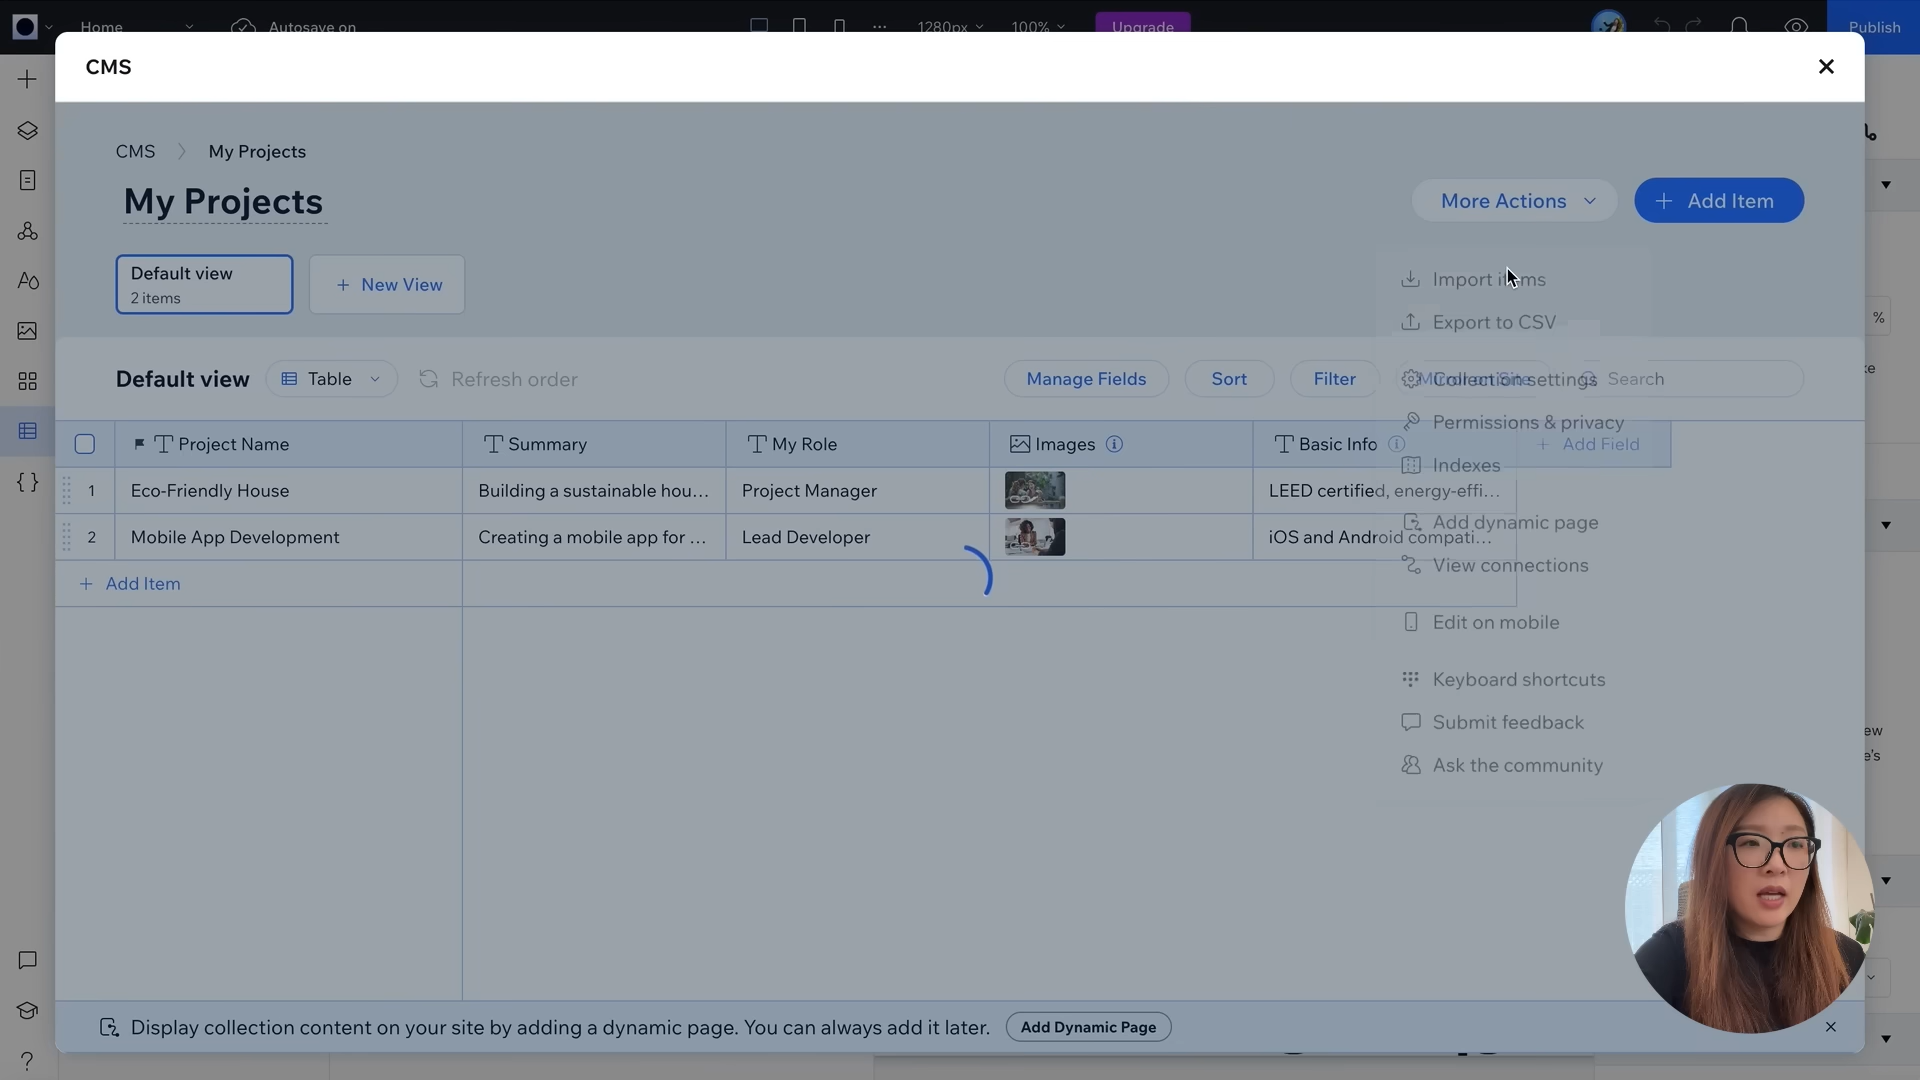 Home
Autosave on
1280px
100%
Upgrade
Publish
CMS
CMS
My Projects
My Projects
More Actions
Add Item
Default view
2 items
New View
Import items
Export to CSV
%
Default view
Table
Refresh order
Manage Fields
Sort
Filter
Collection settings
Search
Permissions & privacy
Project Name
Summary
My Role
Images
Basic Info
Add Field
Indexes
1
Eco-Friendly House
Building a sustainable hou...
Project Manager
LEED certified, energy-effi...
Add dynamic page
2
Mobile App Development
Creating a mobile app for ...
Lead Developer
iOS and Android compati...
View connections
Add Item
Edit on mobile
Keyboard shortcuts
Submit feedback
Ask the community
ew
e's
Display collection content on your site by adding a dynamic page. You can always add it later.
Add Dynamic Page